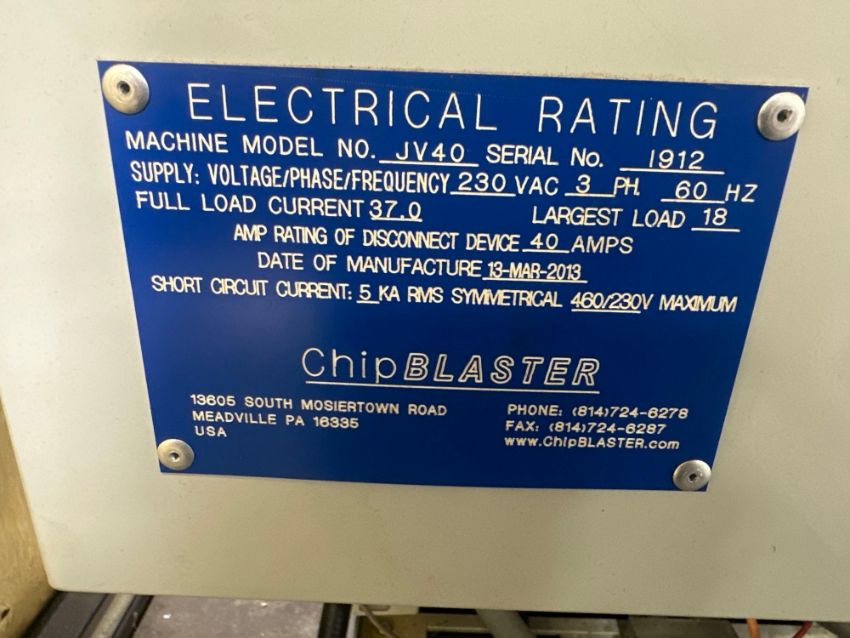 ELECTRICAL RATING
MACHINE MODEL NO. JV40 SERIAL No. 1912
SUPPLY: VOLTAGE/PHASE/FREQUENCY 230 VAC 3 PH. 60 HZ
FULL LOAD CURRENT 37.0 LARGEST LOAD 18
AMP RATING OF DISCONNECT DEVICE 40 AMPS
DATE OF MANUFACTURE 13-MAR-2013
SHORT CIRCUIT CURRENT: 5 KA RMS SYMMETRICAL 460/230V MAXIMUM
ChipBLASTER
13605 SOUTH MOSIERTOWN ROAD
MEADVILLE PA 16335
USA
PHONE: (814)724-6278
FAX: (814)724-6287
www.ChipBLASTER.com